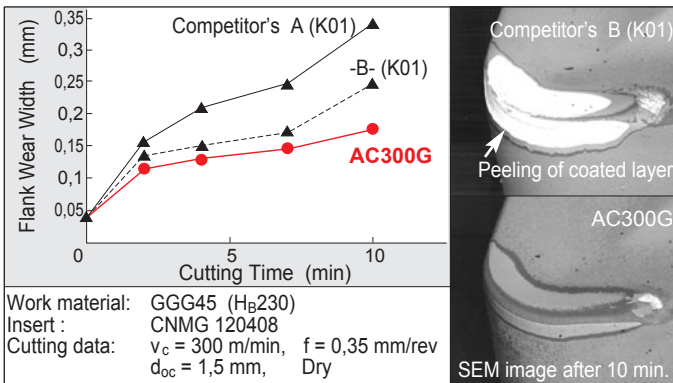 Flank Wear Width (mm)
0,35
0,3
0,25
0,2
0,15
0,1
0,05
0
5
10
Cutting Time (min)
Competitor's A (K01)
-B- (K01)
AC300G
Competitor's B (K01)
Peeling of coated layer
AC300G
SEM image after 10 min.
Work material: GGG45 (HB230)
Insert : CNMG 120408
Cutting data: vc = 300 m/min, f = 0,35 mm/rev
doc = 1,5 mm, Dry